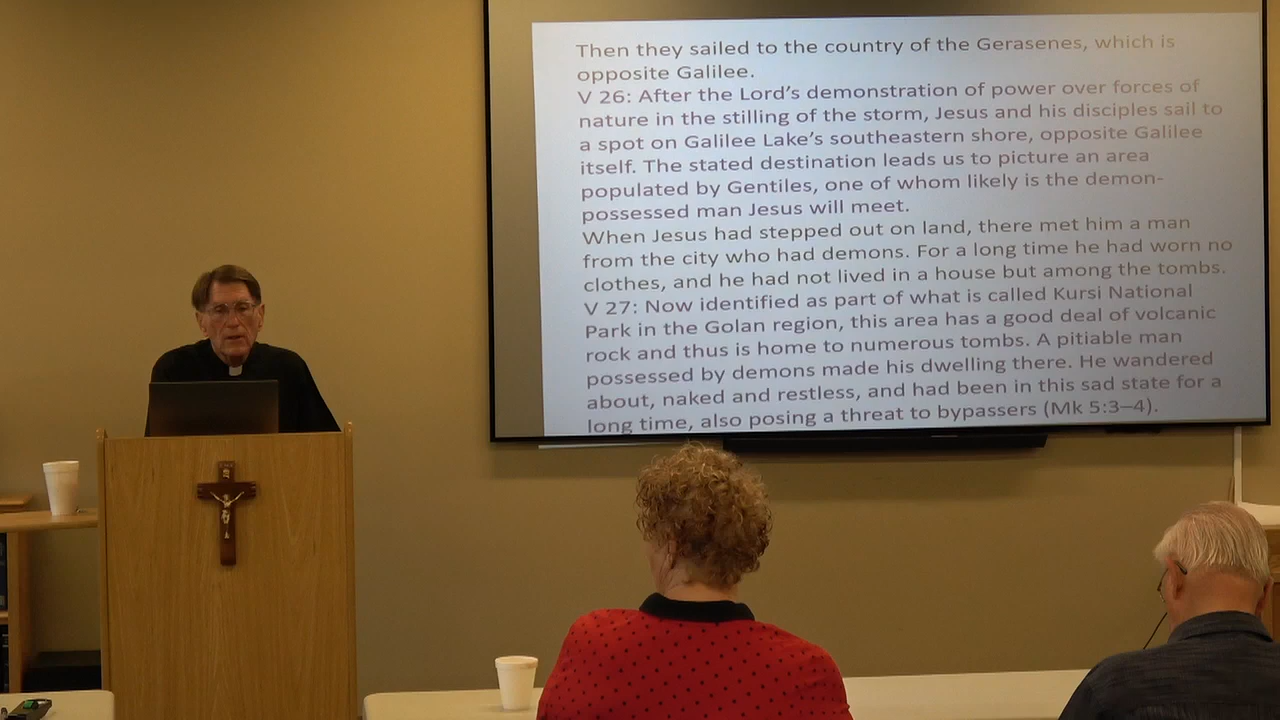 Then they sailed to the country of the Gerasenes, which is
opposite Galilee.
V 26: After the Lord’s demonstration of power over forces of
nature in the stilling of the storm, Jesus and his disciples sail to
a spot on Galilee Lake’s southeastern shore, opposite Galilee
itself. The stated destination leads us to picture an area
populated by Gentiles, one of whom likely is the demon-
possessed man Jesus will meet.
When Jesus had stepped out on land, there met him a man
from the city who had demons. For a long time he had worn no
clothes, and he had not lived in a house but among the tombs.
V 27: Now identified as part of what is called Kursi National
Park in the Golan region, this area has a good deal of volcanic
rock and thus is home to numerous tombs. A pitiable man
possessed by demons made his dwelling there. He wandered
about, naked and restless, and had been in this sad state for a
long time, also posing a threat to bypassers (Mk 5:3–4).